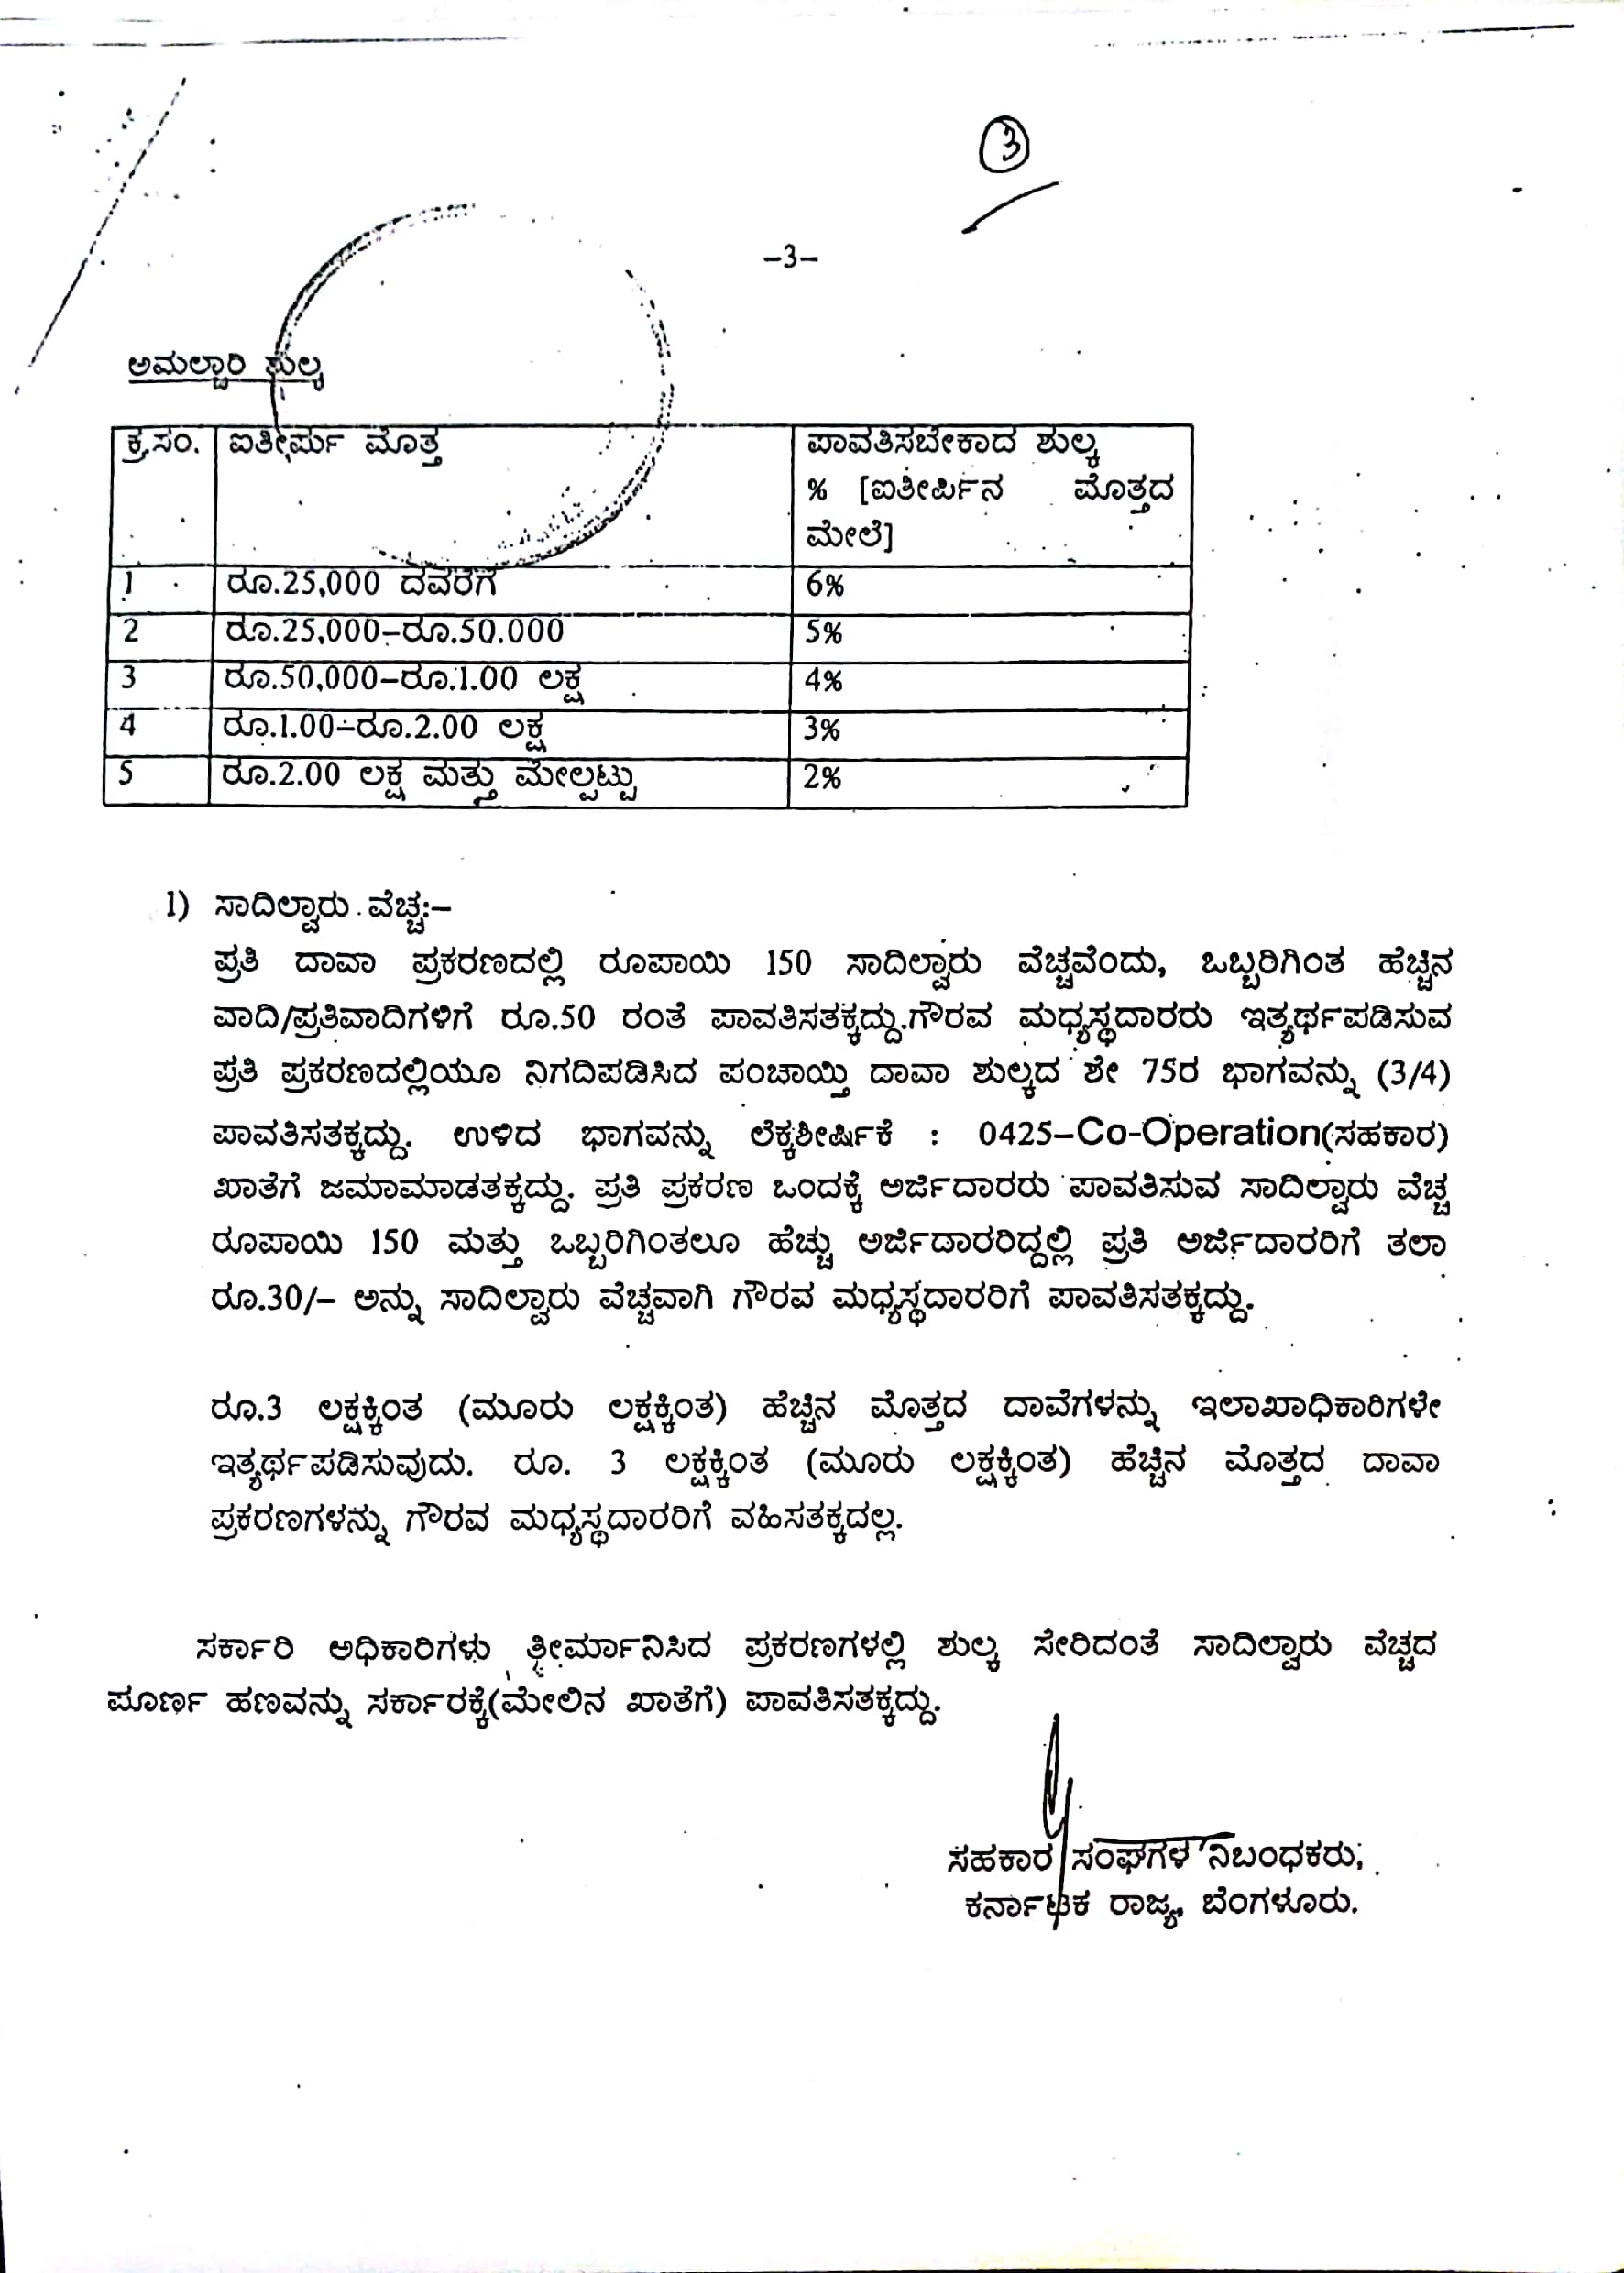 3
–3–
ಅಮಲ್ಜಾರಿ ಶುಲ್ಕ
ಕ್ರ.ಸಂ. ಐತೀರ್ಪು ಮೊತ್ತ ಪಾವತಿಸಬೇಕಾದ ಶುಲ್ಕ
% [ಐತೀರ್ಪಿನ ಮೊತ್ತದ
ಮೇಲೆ]
1 ರೂ.25,000 ದವರೆಗೆ 6%
2 ರೂ.25,000–ರೂ.50.000 5%
3 ರೂ.50,000–ರೂ.1.00 ಲಕ್ಷ 4%
4 ರೂ.1.00–ರೂ.2.00 ಲಕ್ಷ 3%
5 ರೂ.2.00 ಲಕ್ಷ ಮತ್ತು ಮೇಲ್ಪಟ್ಟು 2%
1) ಸಾದಿಲ್ವಾರು ವೆಚ್ಚ:–
ಪ್ರತಿ ದಾವಾ ಪ್ರಕರಣದಲ್ಲಿ ರೂಪಾಯಿ 150 ಸಾದಿಲ್ವಾರು ವೆಚ್ಚವೆಂದು, ಒಬ್ಬರಿಗಿಂತ ಹೆಚ್ಚಿನ
ವಾದಿ/ಪ್ರತಿವಾದಿಗಳಿಗೆ ರೂ.50 ರಂತೆ ಪಾವತಿಸತಕ್ಕದ್ದು.ಗೌರವ ಮಧ್ಯಸ್ಥದಾರರು ಇತ್ಯರ್ಥಪಡಿಸುವ
ಪ್ರತಿ ಪ್ರಕರಣದಲ್ಲಿಯೂ ನಿಗದಿಪಡಿಸಿದ ಪಂಚಾಯ್ತಿ ದಾವಾ ಶುಲ್ಕದ ಶೇ 75ರ ಭಾಗವನ್ನು (3/4)
ಪಾವತಿಸತಕ್ಕದ್ದು. ಉಳಿದ ಭಾಗವನ್ನು ಲೆಕ್ಕಶೀರ್ಷಿಕೆ : 0425–Co-Operation(ಸಹಕಾರ)
ಖಾತೆಗೆ ಜಮಾಮಾಡತಕ್ಕದ್ದು. ಪ್ರತಿ ಪ್ರಕರಣ ಒಂದಕ್ಕೆ ಅರ್ಜಿದಾರರು ಪಾವತಿಸುವ ಸಾದಿಲ್ವಾರು ವೆಚ್ಚ
ರೂಪಾಯಿ 150 ಮತ್ತು ಒಬ್ಬರಿಗಿಂತಲೂ ಹೆಚ್ಚು ಅರ್ಜಿದಾರರಿದ್ದಲ್ಲಿ ಪ್ರತಿ ಅರ್ಜಿದಾರರಿಗೆ ತಲಾ
ರೂ.30/– ಅನ್ನು ಸಾದಿಲ್ವಾರು ವೆಚ್ಚವಾಗಿ ಗೌರವ ಮಧ್ಯಸ್ಥದಾರರಿಗೆ ಪಾವತಿಸತಕ್ಕದ್ದು.
ರೂ.3 ಲಕ್ಷಕ್ಕಿಂತ (ಮೂರು ಲಕ್ಷಕ್ಕಿಂತ) ಹೆಚ್ಚಿನ ಮೊತ್ತದ ದಾವೆಗಳನ್ನು ಇಲಾಖಾಧಿಕಾರಿಗಳೇ
ಇತ್ಯರ್ಥಪಡಿಸುವುದು. ರೂ. 3 ಲಕ್ಷಕ್ಕಿಂತ (ಮೂರು ಲಕ್ಷಕ್ಕಿಂತ) ಹೆಚ್ಚಿನ ಮೊತ್ತದ ದಾವಾ
ಪ್ರಕರಣಗಳನ್ನು ಗೌರವ ಮಧ್ಯಸ್ಥದಾರರಿಗೆ ವಹಿಸತಕ್ಕದಲ್ಲ.
ಸರ್ಕಾರಿ ಅಧಿಕಾರಿಗಳು ತೀರ್ಮಾನಿಸಿದ ಪ್ರಕರಣಗಳಲ್ಲಿ ಶುಲ್ಕ ಸೇರಿದಂತೆ ಸಾದಿಲ್ವಾರು ವೆಚ್ಚದ
ಪೂರ್ಣ ಹಣವನ್ನು ಸರ್ಕಾರಕ್ಕೆ(ಮೇಲಿನ ಖಾತೆಗೆ) ಪಾವತಿಸತಕ್ಕದ್ದು.
ಸಹಕಾರ ಸಂಘಗಳ ನಿಬಂಧಕರು,
ಕರ್ನಾಟಕ ರಾಜ್ಯ, ಬೆಂಗಳೂರು.